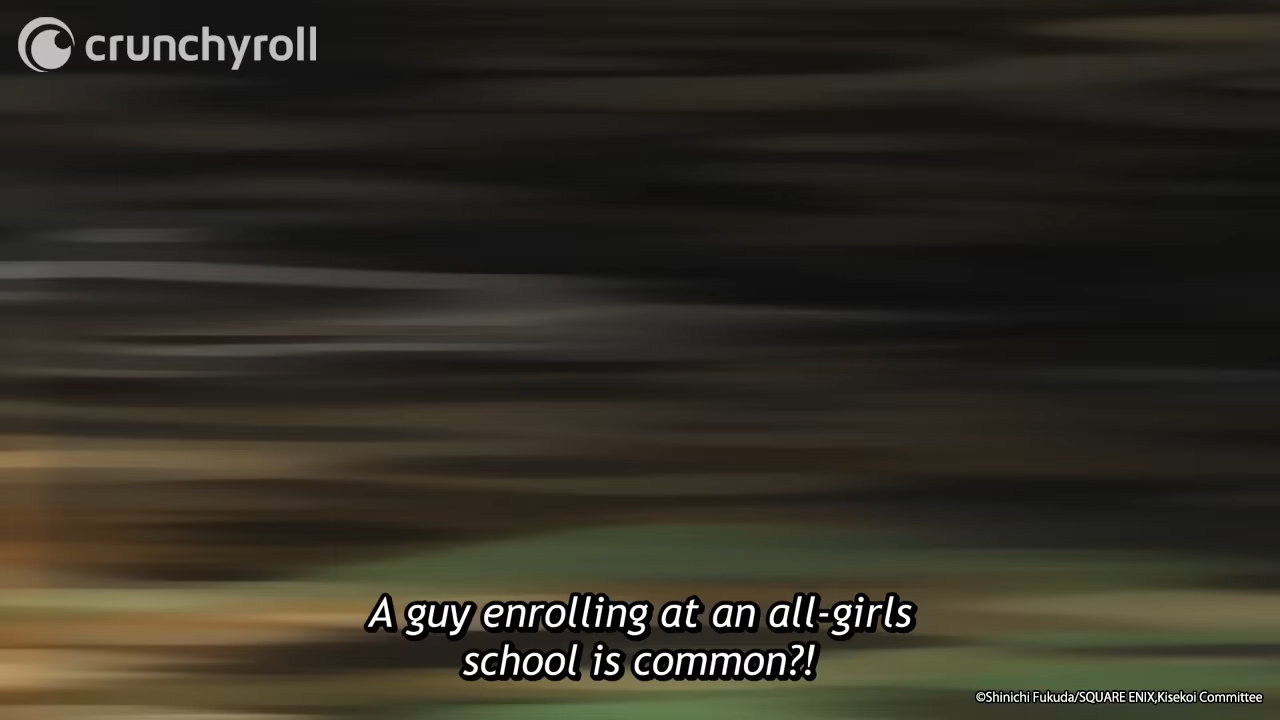 crunchyroll
A guy enrolling at an all-girls
school is common?!
©Shinichi Fukuda/SQUARE ENIX,Kisekoi Committee